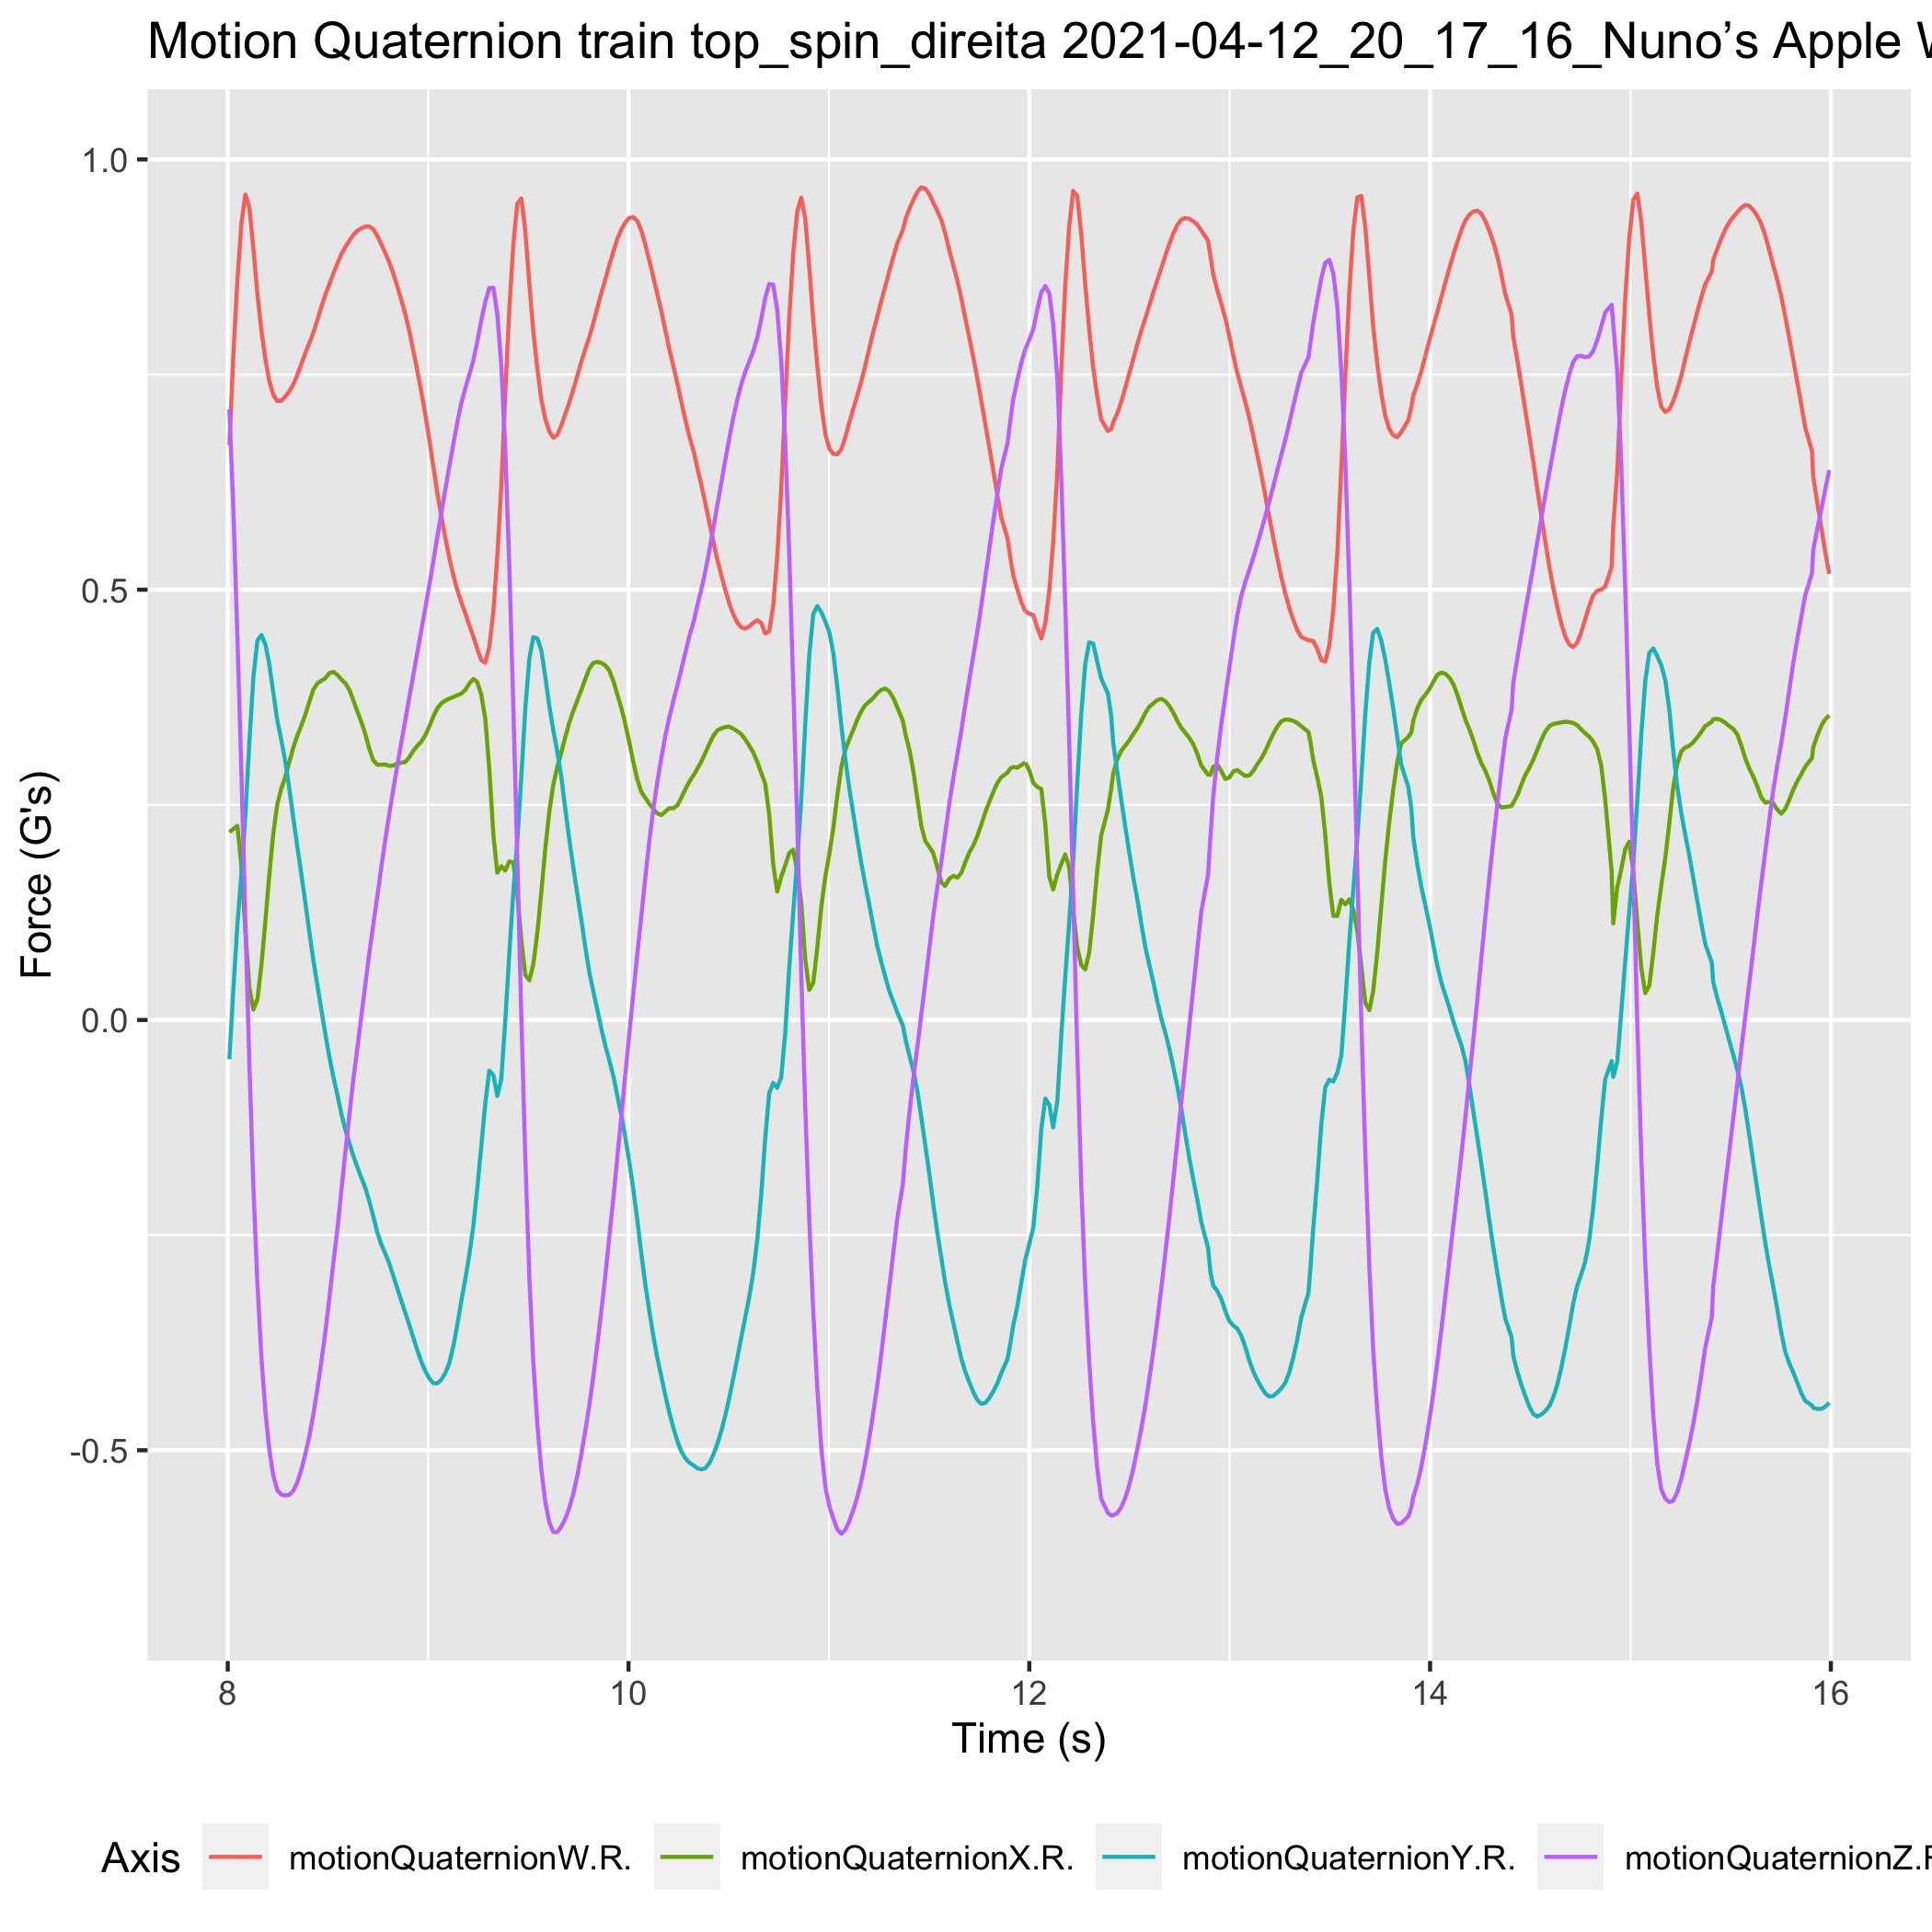 Motion Quaternion train top_spin_direita 2021-04-12_20_17_16_Nuno’s Apple
1.0
0.5
0.0
-0.5
Force (G's)
8 10 12 14 16
Time (s)
Axis motionQuaternionW.R. motionQuaternionX.R. motionQuaternionY.R. motionQuaternionZ.